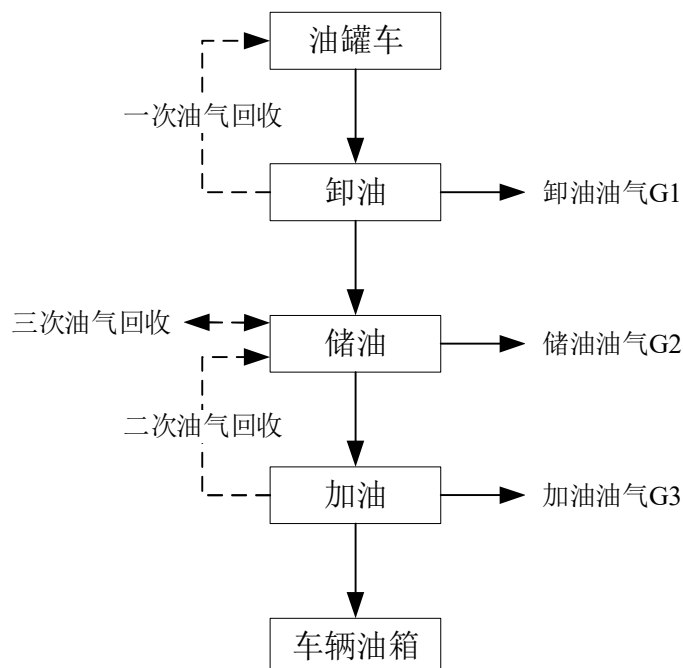 油罐车
一次油气回收
卸油
卸油油气G1
三次油气回收
储油
储油油气G2
二次油气回收
加油
加油油气G3
车辆油箱